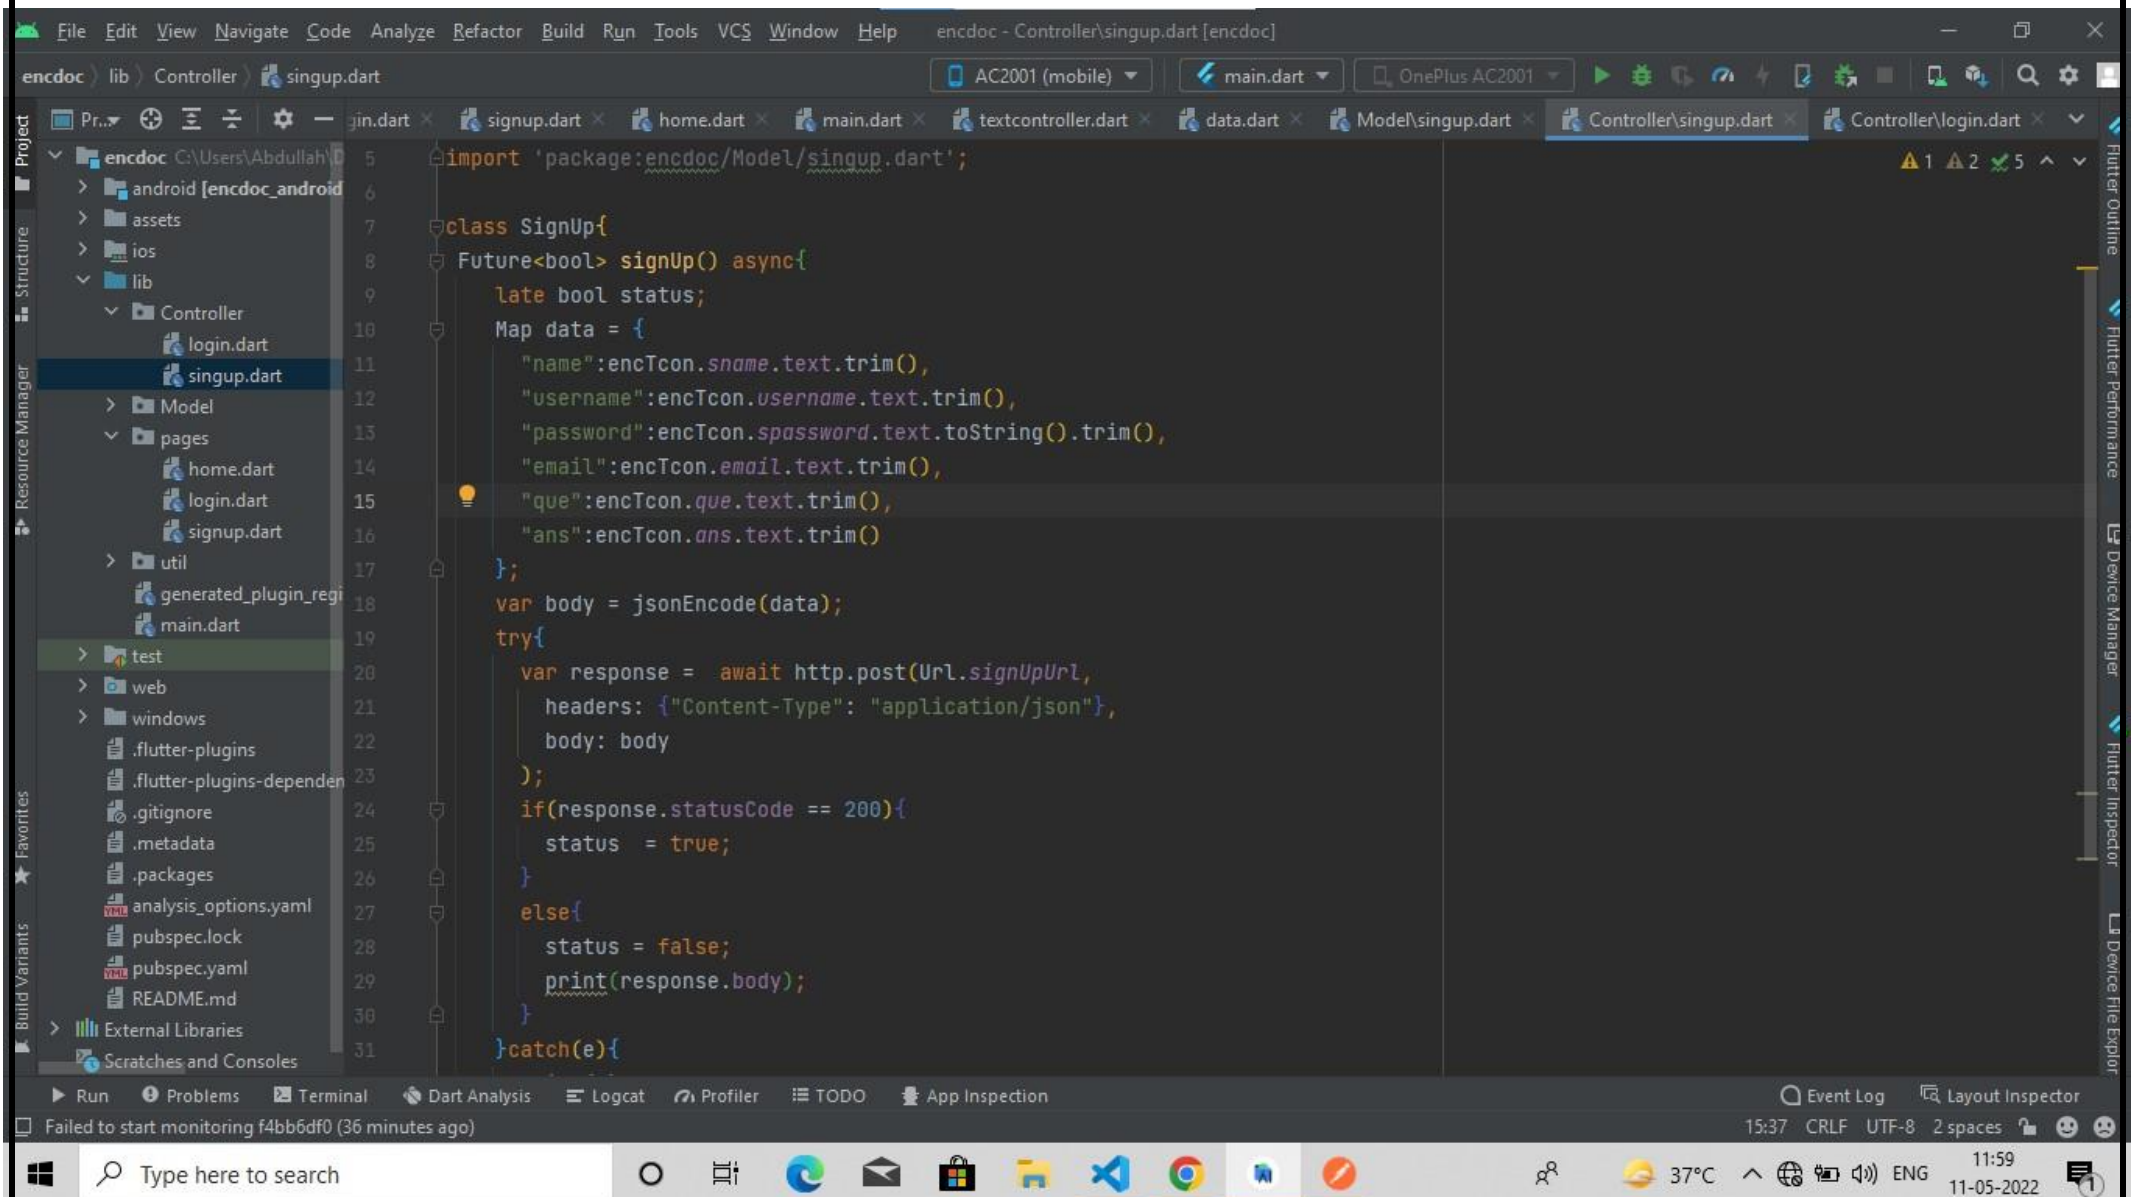 File Edit View Navigate Code Analyze Refactor Build Run Tools VCS Window Help encdoc - Controller\singup.dart [encdoc]
encdoc lib Controller singup.dart AC2001 (mobile) main.dart OnePlus AC2001
Pr.. gin.dart signup.dart home.dart main.dart textcontroller.dart data.dart Model\singup.dart Controller\singup.dart Controller\login.dart
Project
Structure
Resource Manager
Favorites
Build Variants
encdoc C:\Users\Abdullah\D
android [encdoc_android
assets
ios
lib
Controller
login.dart
singup.dart
Model
pages
home.dart
login.dart
signup.dart
util
generated_plugin_regi
main.dart
test
web
windows
.flutter-plugins
.flutter-plugins-dependen
.gitignore
.metadata
.packages
analysis_options.yaml
pubspec.lock
pubspec.yaml
README.md
External Libraries
Scratches and Consoles
5 import 'package:encdoc/Model/singup.dart';
6
7 class SignUp{
8 Future<bool> signUp() async{
9 late bool status;
10 Map data = {
11 "name":encTcon.sname.text.trim(),
12 "username":encTcon.username.text.trim(),
13 "password":encTcon.spassword.text.toString().trim(),
14 "email":encTcon.email.text.trim(),
15 "que":encTcon.que.text.trim(),
16 "ans":encTcon.ans.text.trim()
17 };
18 var body = jsonEncode(data);
19 try{
20 var response = await http.post(Url.signUpUrl,
21 headers: {"Content-Type": "application/json"},
22 body: body
23 );
24 if(response.statusCode == 200){
25 status = true;
26 }
27 else{
28 status = false;
29 print(response.body);
30 }
31 }catch(e){
1 2 5
Flutter Outline
Flutter Performance
Device Manager
Flutter Inspector
Device File Explor
Run Problems Terminal Dart Analysis Logcat Profiler TODO App Inspection Event Log Layout Inspector
Failed to start monitoring f4bb6df0 (36 minutes ago) 15:37 CRLF UTF-8 2 spaces
Type here to search 37°C ENG 11:59
11-05-2022 1